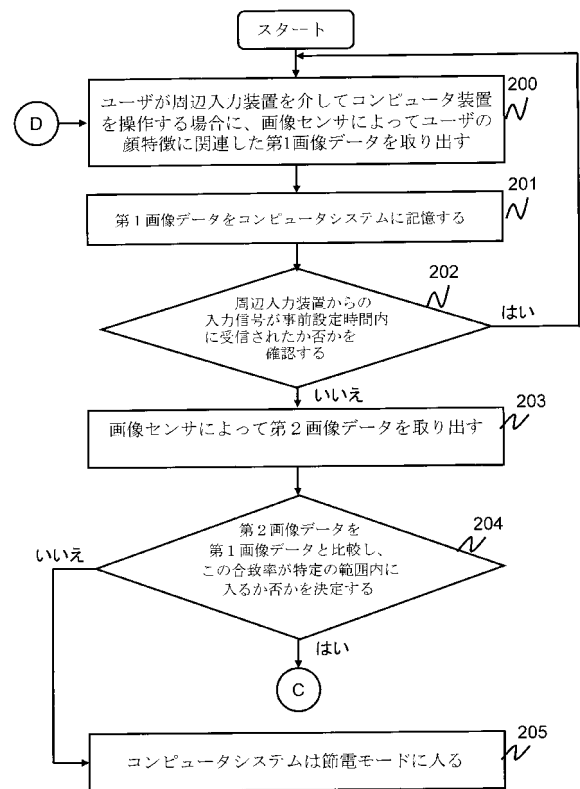 スタート
200
D
ユーザが周辺入力装置を介してコンピュータ装置
を操作する場合に、画像センサによってユーザの
顔特徴に関連した第1画像データを取り出す
201
第1画像データをコンピュータシステムに記憶する
202
周辺入力装置からの
入力信号が事前設定時間内
に受信されたか否かを
確認する
はい
いいえ
203
画像センサによって第2画像データを取り出す
204
第2画像データを
第1画像データと比較し、
この合致率が特定の範囲内に
入るか否かを決定する
いいえ
はい
C
205
コンピュータシステムは節電モードに入る